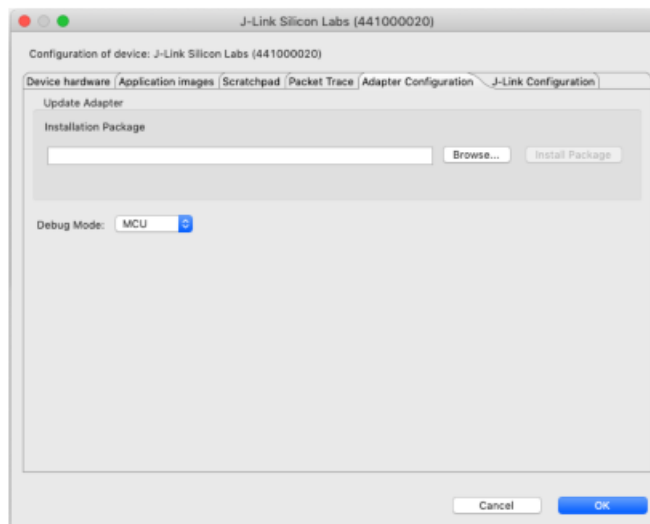 J-Link Silicon Labs (441000020)
Configuration of device: J-Link Silicon Labs (441000020)
Device hardware Application images Scratchpad Packet Trace Adapter Configuration J-Link Configuration
Update Adapter
Installation Package
Browse... Install Package
Debug Mode: MCU
Cancel OK